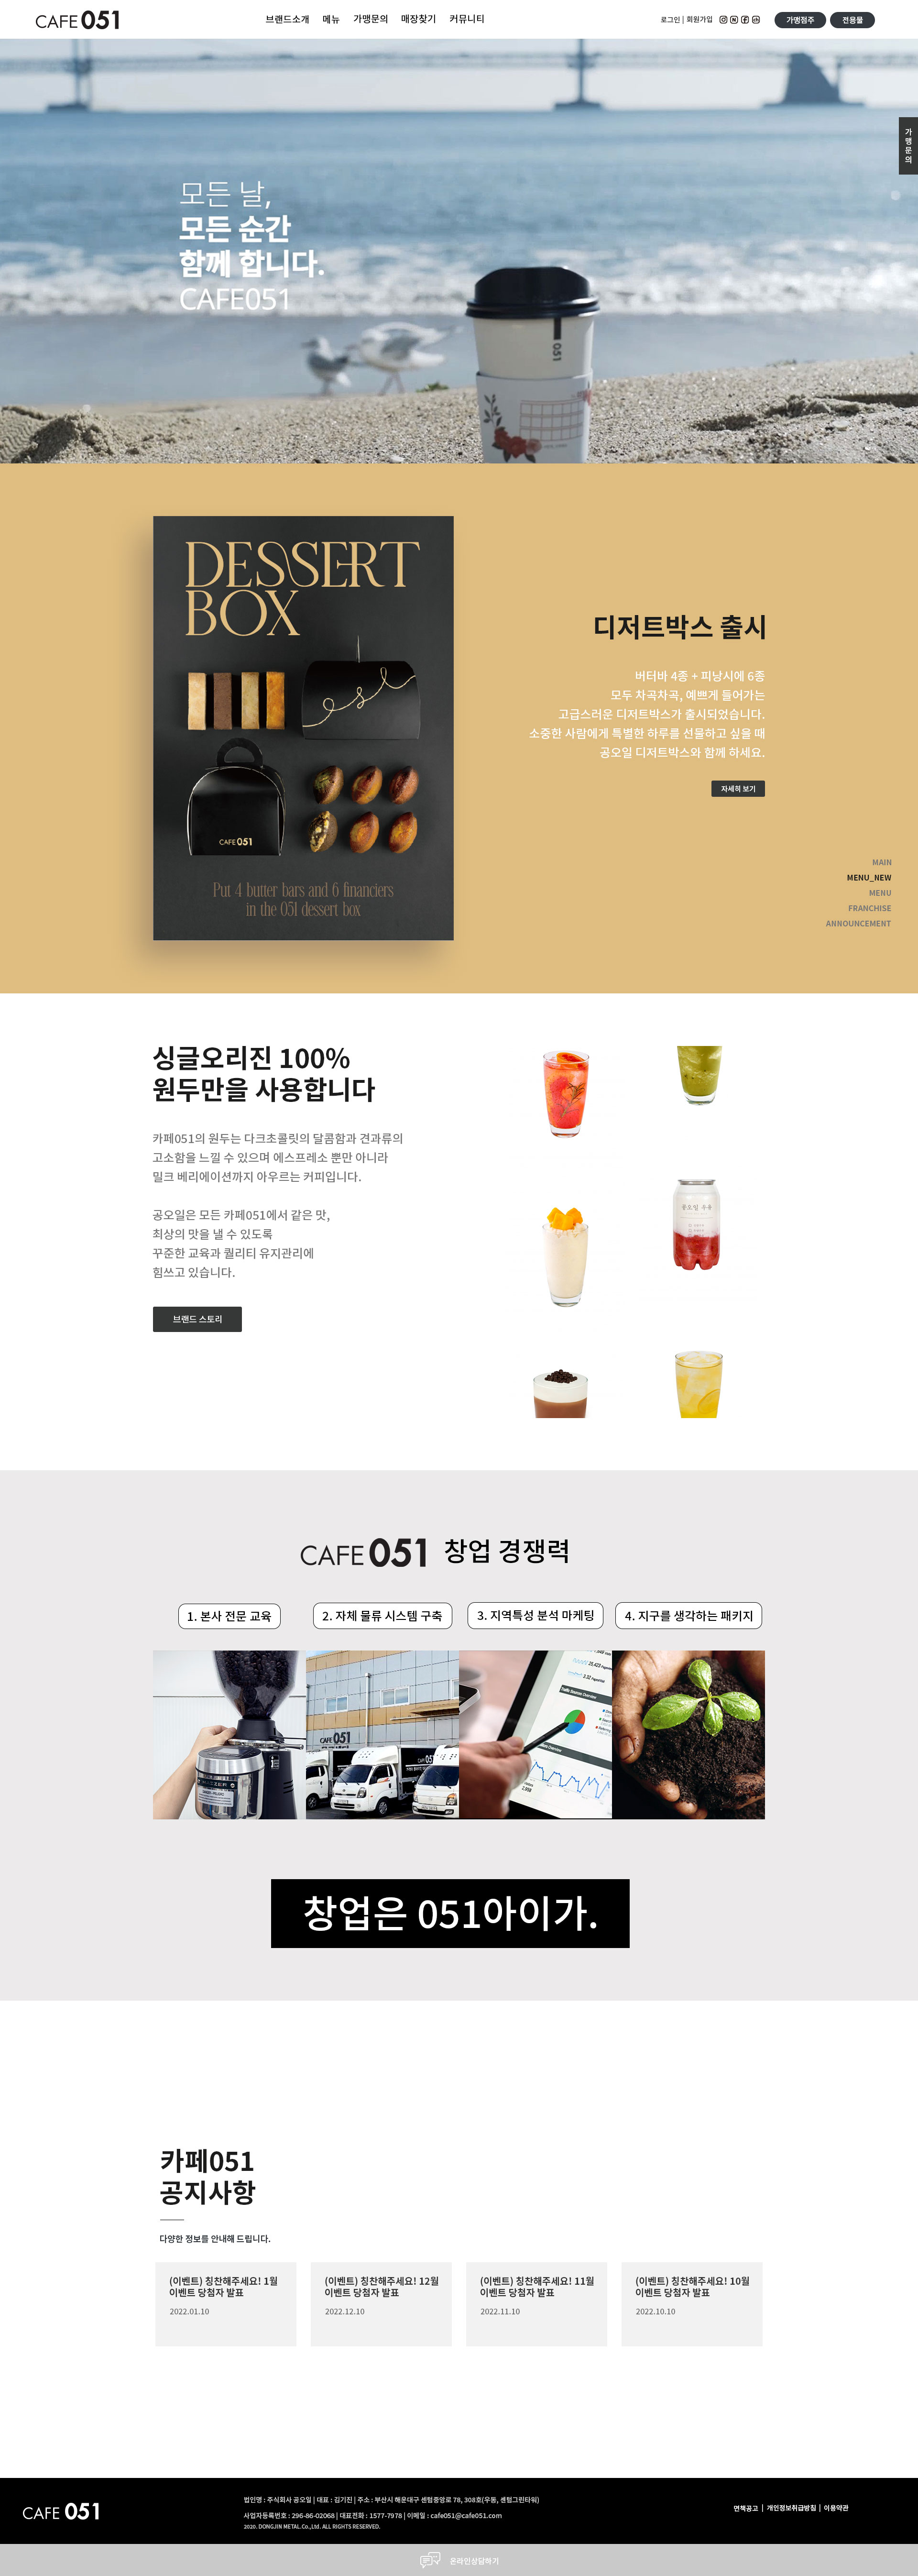 CAFE 051
브랜드소개 메뉴 가맹문의 매장찾기 커뮤니티
로그인 | 회원가입
가맹점주 전용몰
가맹문의
모든 날,
모든 순간
함께 합니다.
CAFE051
051
DESSERT
BOX
CAFE 051
Put 4 butter bars and 6 financiers
in the 051 dessert box
디저트박스 출시
버터바 4종 + 피낭시에 6종
모두 차곡차곡, 예쁘게 들어가는
고급스러운 디저트박스가 출시되었습니다.
소중한 사람에게 특별한 하루를 선물하고 싶을 때
공오일 디저트박스와 함께 하세요.
자세히 보기
MAIN
MENU_NEW
MENU
FRANCHISE
ANNOUNCEMENT
싱글오리진 100%
원두만을 사용합니다
카페051의 원두는 다크초콜릿의 달콤함과 견과류의
고소함을 느낄 수 있으며 에스프레소 뿐만 아니라
밀크 베리에이션까지 아우르는 커피입니다.
공오일은 모든 카페051에서 같은 맛,
최상의 맛을 낼 수 있도록
꾸준한 교육과 퀄리티 유지관리에
힘쓰고 있습니다.
브랜드 스토리
공오일 우유
CAFE 051 창업 경쟁력
1. 본사 전문 교육
2. 자체 물류 시스템 구축
3. 지역특성 분석 마케팅
4. 지구를 생각하는 패키지
CAFE 051
창업은 051아이가.
카페051
공지사항
다양한 정보를 안내해 드립니다.
(이벤트) 칭찬해주세요! 1월
이벤트 당첨자 발표
2022.01.10
(이벤트) 칭찬해주세요! 12월
이벤트 당첨자 발표
2022.12.10
(이벤트) 칭찬해주세요! 11월
이벤트 당첨자 발표
2022.11.10
(이벤트) 칭찬해주세요! 10월
이벤트 당첨자 발표
2022.10.10
CAFE 051
법인명 : 주식회사 공오일 | 대표 : 김기진 | 주소 : 부산시 해운대구 센텀중앙로 78, 308호(우동, 센텀그린타워)
사업자등록번호 : 296-86-02068 | 대표전화 : 1577-7978 | 이메일 : cafe051@cafe051.com
2020. DONGJIN METAL.Co.,Ltd. ALL RIGHTS RESERVED.
면책공고 | 개인정보취급방침 | 이용약관
온라인상담하기